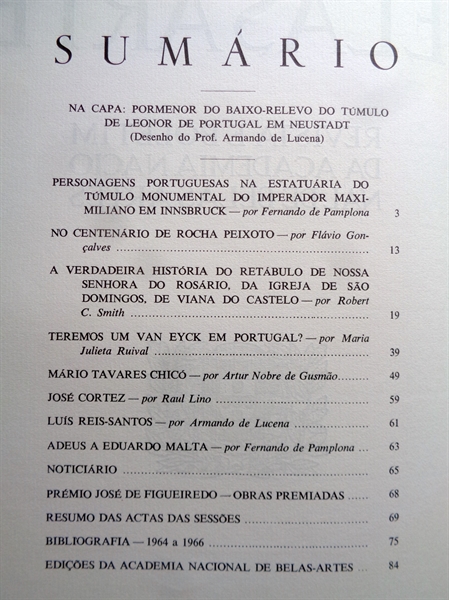 SUMÁRIO
NA CAPA: PORMENOR DO BAIXO-RELEVO DO TÚMULO
DE LEONOR DE PORTUGAL EM NEUSTADT
(Desenho do Prof. Armando de Lucena)
PERSONAGENS PORTUGUESAS NA ESTATUÁRIA DO
TÚMULO MONUMENTAL DO IMPERADOR MAXI-
MILIANO EM INNSBRUCK — por Fernando de Pamplona 3
NO CENTENÁRIO DE ROCHA PEIXOTO — por Flávio Gon-
çalves 13
A VERDADEIRA HISTÓRIA DO RETÁBULO DE NOSSA
SENHORA DO ROSÁRIO, DA IGREJA DE SÃO
DOMINGOS, DE VIANA DO CASTELO — por Robert
C. Smith 19
TEREMOS UM VAN EYCK EM PORTUGAL? — por Maria
Julieta Ruival 39
MÁRIO TAVARES CHICÓ — por Artur Nobre de Gusmão 49
JOSÉ CORTEZ — por Raul Lino 59
LUÍS REIS-SANTOS — por Armando de Lucena 61
ADEUS A EDUARDO MALTA — por Fernando de Pamplona 63
NOTICIÁRIO 65
PRÉMIO JOSÉ DE FIGUEIREDO — OBRAS PREMIADAS 68
RESUMO DAS ACTAS DAS SESSÕES 69
BIBLIOGRAFIA — 1964 a 1966 75
EDIÇÕES DA ACADEMIA NACIONAL DE BELAS-ARTES 84